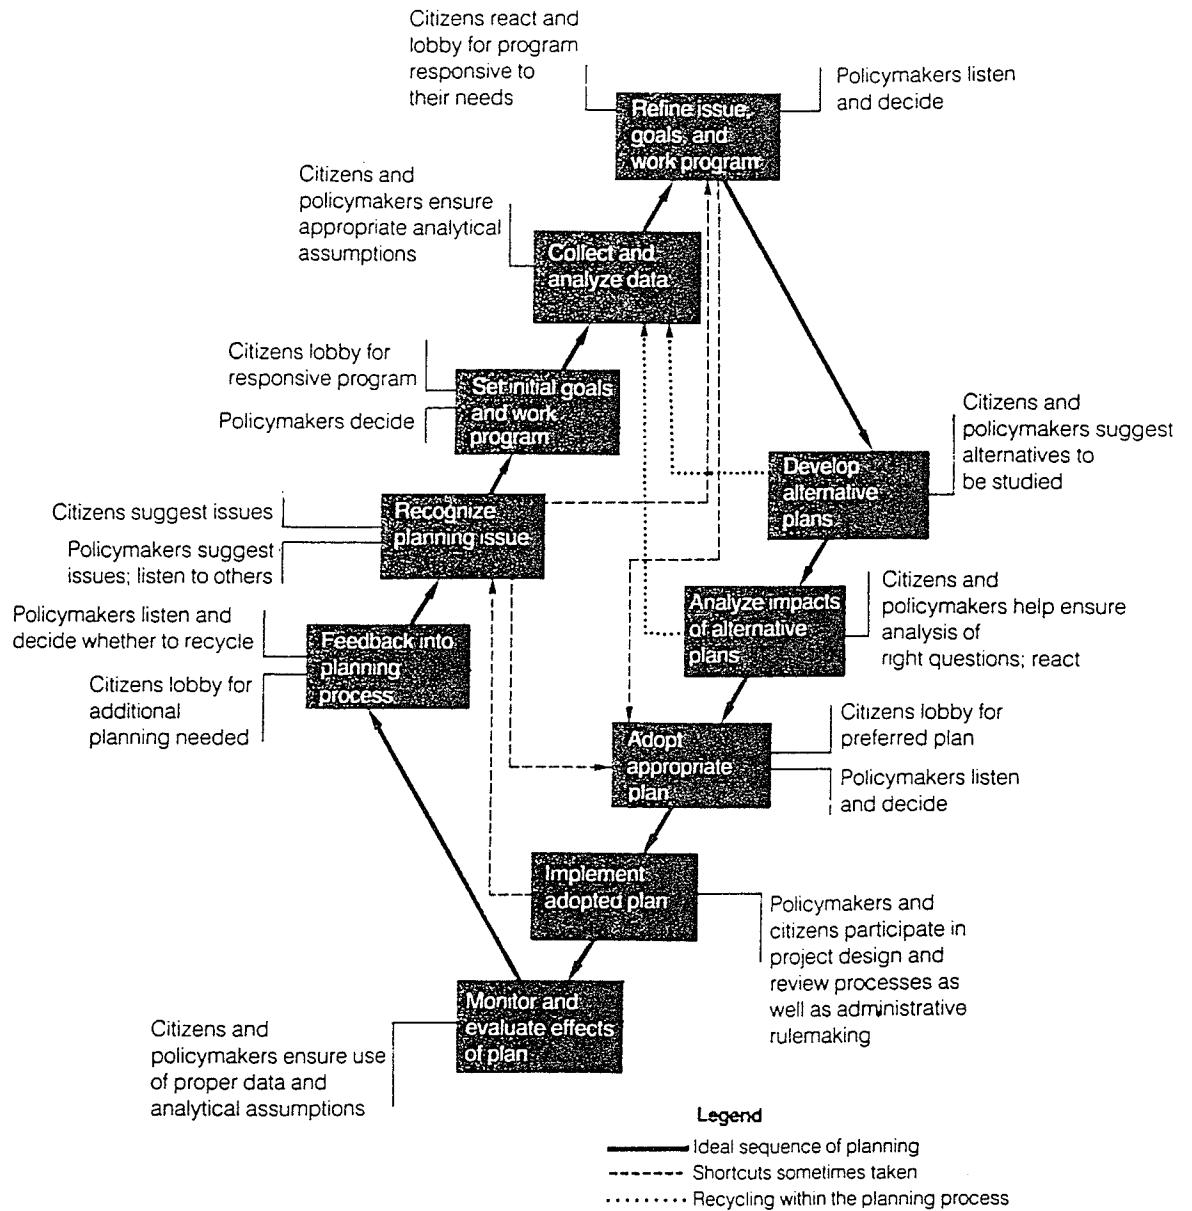 Citizens react and
lobby for program
responsive to
their needs
Policymakers listen
and decide
Refine issue,
goals, and
work program
Citizens and
policymakers ensure
appropriate analytical
assumptions
Collect and
analyze data
Citizens lobby for
responsive program
Policymakers decide
Set initial goals
and work
program
Citizens and
policymakers suggest
alternatives to
be studied
Develop
alternative
plans
Citizens suggest issues
Policymakers suggest
issues; listen to others
Recognize
planning issue
Citizens and
policymakers help ensure
analysis of
right questions; react
Analyze impacts
of alternative
plans
Policymakers listen and
decide whether to recycle
Citizens lobby for
additional
planning needed
Feedback into
planning
process
Citizens lobby for
preferred plan
Policymakers listen
and decide
Adopt
appropriate
plan
Implement
adopted plan
Policymakers and
citizens participate in
project design and
review processes as
well as administrative
rulemaking
Monitor and
evaluate effects
of plan
Citizens and
policymakers ensure use
of proper data and
analytical assumptions
Legend
Ideal sequence of planning
Shortcuts sometimes taken
Recycling within the planning process